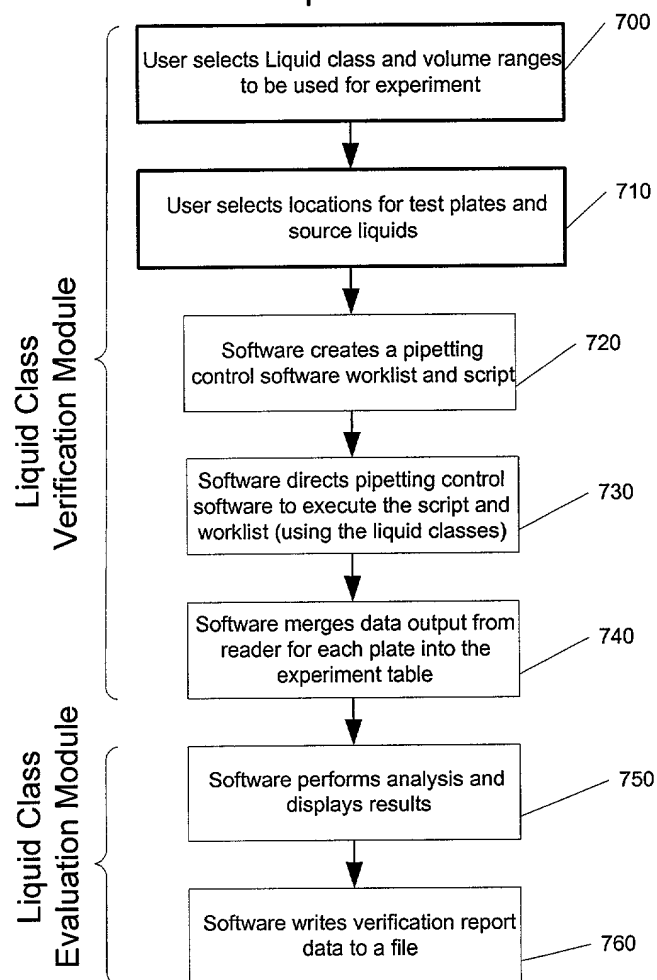 700
User selects Liquid class and volume ranges
to be used for experiment
710
User selects locations for test plates and
source liquids
Liquid Class
Verification Module
720
Software creates a pipetting
control software worklist and script
730
Software directs pipetting control
software to execute the script and
worklist (using the liquid classes)
740
Software merges data output from
reader for each plate into the
experiment table
Liquid Class
Evaluation Module
750
Software performs analysis and
displays results
760
Software writes verification report
data to a file